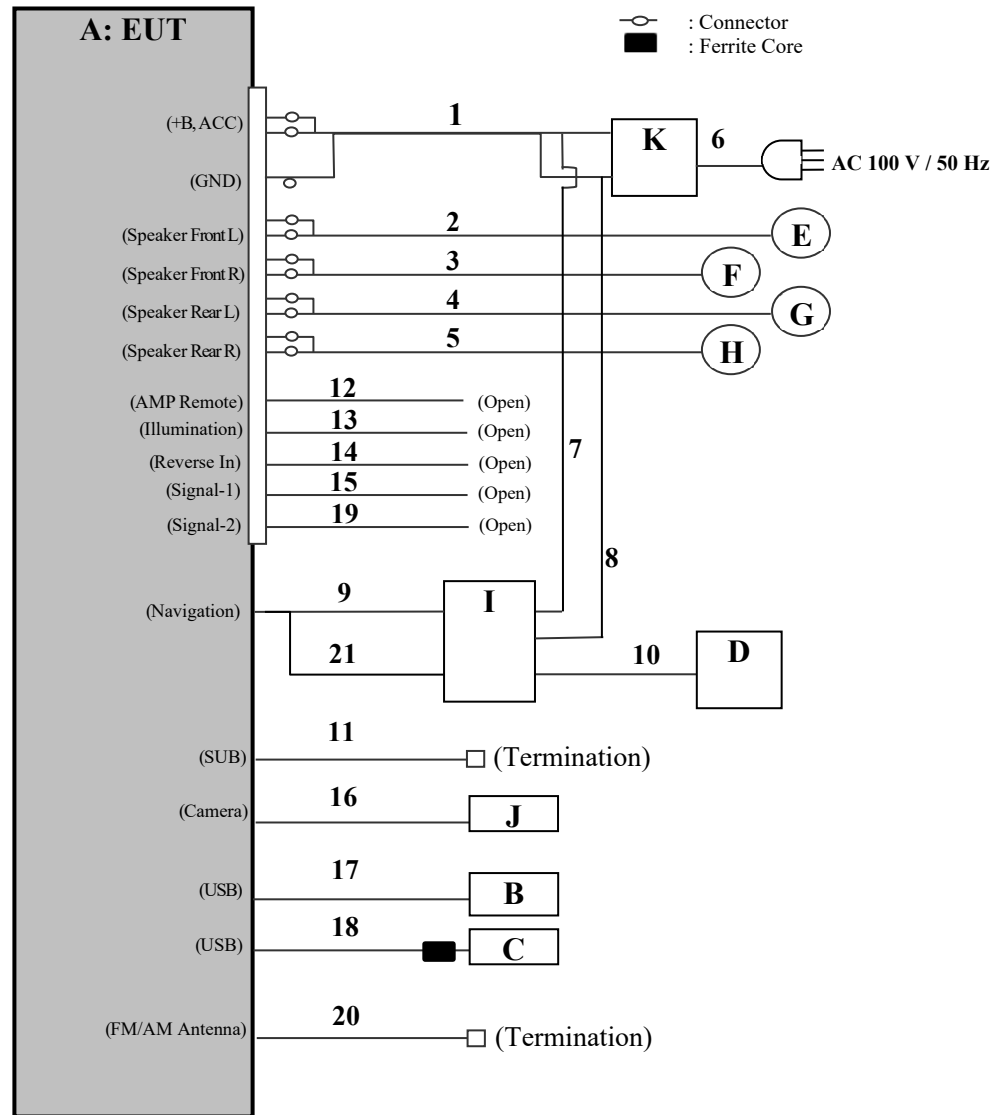 A: EUT
: Connector
: Ferrite Core
(+B, ACC)
1
K
6
AC 100 V / 50 Hz
(GND)
(Speaker Front L)
2
E
(Speaker Front R)
3
F
(Speaker Rear L)
4
G
(Speaker Rear R)
5
H
(AMP Remote)
12
(Open)
(Illumination)
13
(Open)
7
(Reverse In)
14
(Open)
(Signal-1)
15
(Open)
(Signal-2)
19
(Open)
8
(Navigation)
9
I
21
10
D
(SUB)
11
(Termination)
(Camera)
16
J
(USB)
17
B
(USB)
18
C
(FM/AM Antenna)
20
(Termination)